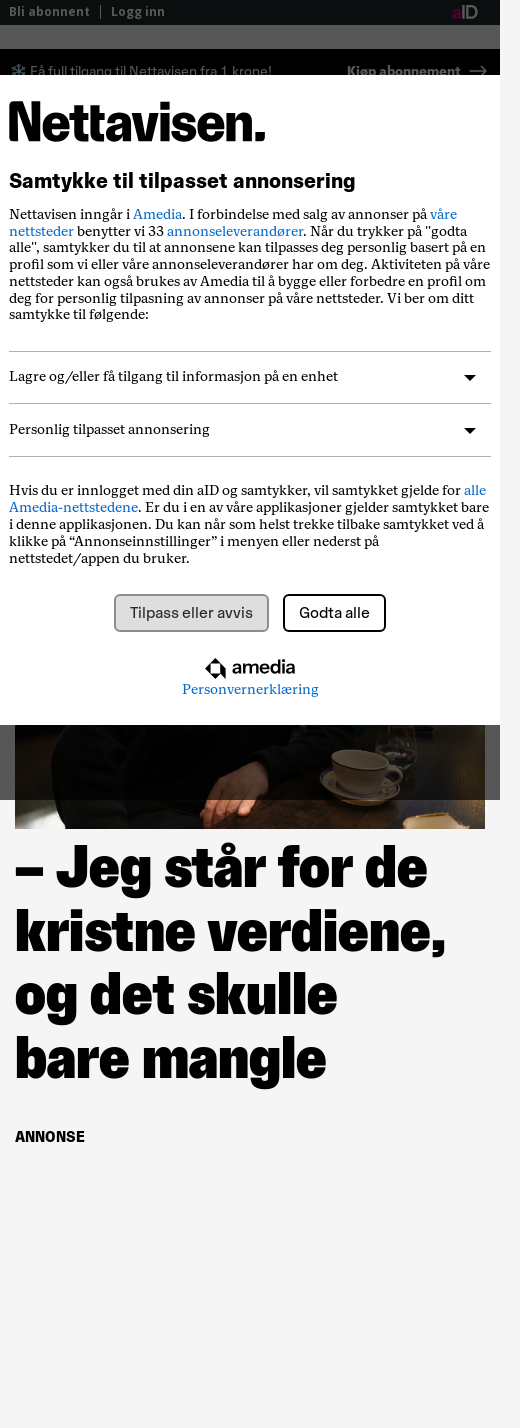 Bli abonnent
Logg inn
aID
Få full tilgang til Nettavisen fra 1 krone!
Kjøp abonnement
Nettavisen.
Samtykke til tilpasset annonsering
Nettavisen inngår i Amedia. I forbindelse med salg av annonser på våre
nettsteder benytter vi 33 annonseleverandører. Når du trykker på "godta
alle", samtykker du til at annonsene kan tilpasses deg personlig basert på en
profil som vi eller våre annonseleverandører har om deg. Aktiviteten på våre
nettsteder kan også brukes av Amedia til å bygge eller forbedre en profil om
deg for personlig tilpasning av annonser på våre nettsteder. Vi ber om ditt
samtykke til følgende:
Lagre og/eller få tilgang til informasjon på en enhet
Personlig tilpasset annonsering
Hvis du er innlogget med din aID og samtykker, vil samtykket gjelde for alle
Amedia-nettstedene. Er du i en av våre applikasjoner gjelder samtykket bare
i denne applikasjonen. Du kan når som helst trekke tilbake samtykket ved å
klikke på “Annonseinnstillinger” i menyen eller nederst på
nettstedet/appen du bruker.
Tilpass eller avvis
Godta alle
amedia
Personvernerklæring
– Jeg står for de
kristne verdiene,
og det skulle
bare mangle
ANNONSE